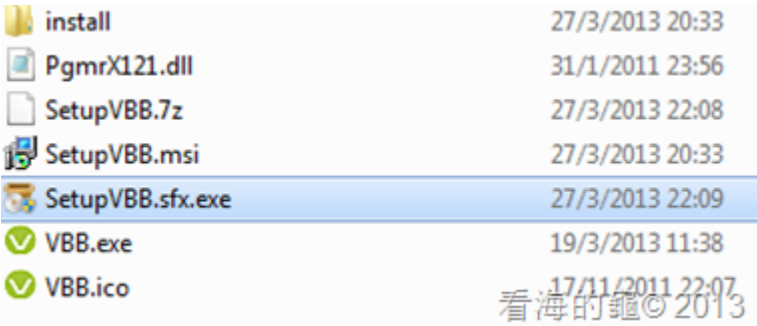 install 27/3/2013 20:33
PgmrX121.dll 31/1/2011 23:56
SetupVBB.7z 27/3/2013 22:08
SetupVBB.msi 27/3/2013 20:33
SetupVBB.sfx.exe 27/3/2013 22:09
VBB.exe 19/3/2013 11:38
VBB.ico 17/11/2011 22:07
看海的龜© 2013